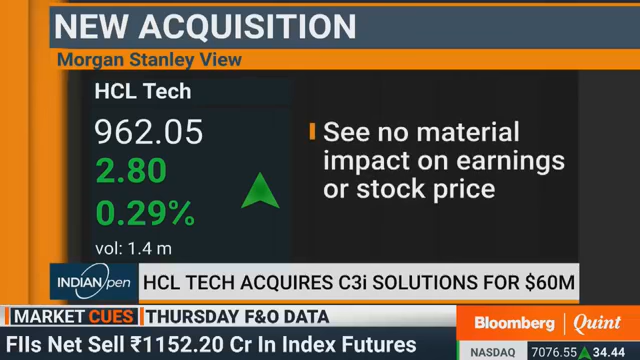 NEW ACQUISITION
Morgan Stanley View
HCL Tech
962.05
2.80
0.29%
vol: 1.4 m
See no material
impact on earnings
or stock price
INDIAN Open
HCL TECH ACQUIRES C3i SOLUTIONS FOR $60M
MARKET CUES THURSDAY F&O DATA
FIIs Net Sell ₹1152.20 Cr In Index Futures
Bloomberg Quint
NASDAQ 7076.55 34.44